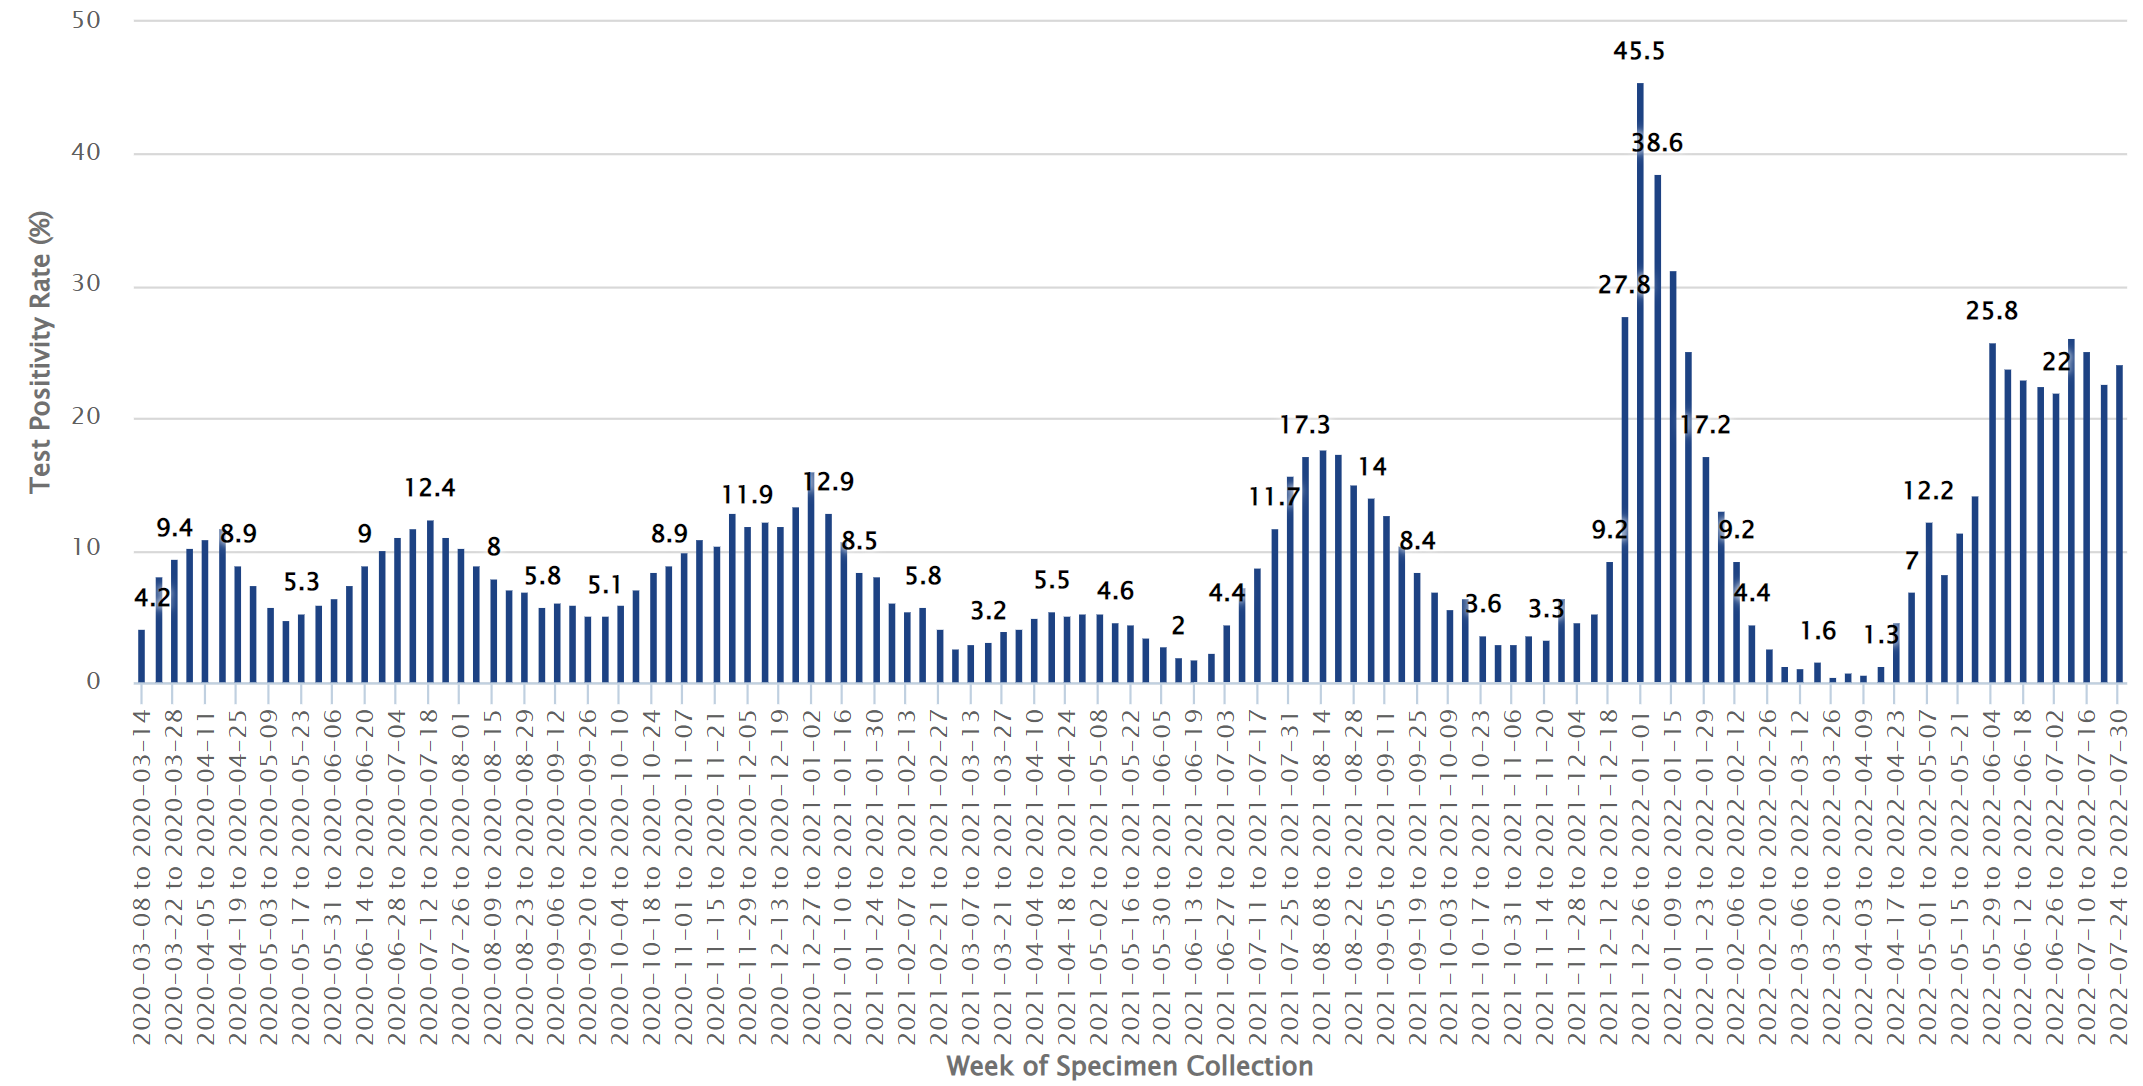 50
40
30
20
10
0
Test Positivity Rate (%)
4.2
9.4
8.9
5.3
9
12.4
8
5.8
5.1
8.9
11.9
12.9
8.5
5.8
3.2
5.5
4.6
2
4.4
11.7
17.3
14
8.4
3.6
3.3
9.2
27.8
45.5
38.6
17.2
9.2
4.4
1.6
1.3
7
12.2
25.8
22
2020-03-08 to 2020-03-14
2020-03-22 to 2020-03-28
2020-04-05 to 2020-04-11
2020-04-19 to 2020-04-25
2020-05-03 to 2020-05-09
2020-05-17 to 2020-05-23
2020-05-31 to 2020-06-06
2020-06-14 to 2020-06-20
2020-06-28 to 2020-07-04
2020-07-12 to 2020-07-18
2020-07-26 to 2020-08-01
2020-08-09 to 2020-08-15
2020-08-23 to 2020-08-29
2020-09-06 to 2020-09-12
2020-09-20 to 2020-09-26
2020-10-04 to 2020-10-10
2020-10-18 to 2020-10-24
2020-11-01 to 2020-11-07
2020-11-15 to 2020-11-21
2020-11-29 to 2020-12-05
2020-12-13 to 2020-12-19
2020-12-27 to 2021-01-02
2021-01-10 to 2021-01-16
2021-01-24 to 2021-01-30
2021-02-07 to 2021-02-13
2021-02-21 to 2021-02-27
2021-03-07 to 2021-03-13
2021-03-21 to 2021-03-27
2021-04-04 to 2021-04-10
2021-04-18 to 2021-04-24
2021-05-02 to 2021-05-08
2021-05-16 to 2021-05-22
2021-05-30 to 2021-06-05
2021-06-13 to 2021-06-19
2021-06-27 to 2021-07-03
2021-07-11 to 2021-07-17
2021-07-25 to 2021-07-31
2021-08-08 to 2021-08-14
2021-08-22 to 2021-08-28
2021-09-05 to 2021-09-11
2021-09-19 to 2021-09-25
2021-10-03 to 2021-10-09
2021-10-17 to 2021-10-23
2021-10-31 to 2021-11-06
2021-11-14 to 2021-11-20
2021-11-28 to 2021-12-04
2021-12-12 to 2021-12-18
2021-12-26 to 2022-01-01
2022-01-09 to 2022-01-15
2022-01-23 to 2022-01-29
2022-02-06 to 2022-02-12
2022-02-20 to 2022-02-26
2022-03-06 to 2022-03-12
2022-03-20 to 2022-03-26
2022-04-03 to 2022-04-09
2022-04-17 to 2022-04-23
2022-05-01 to 2022-05-07
2022-05-15 to 2022-05-21
2022-05-29 to 2022-06-04
2022-06-12 to 2022-06-18
2022-06-26 to 2022-07-02
2022-07-10 to 2022-07-16
2022-07-24 to 2022-07-30
Week of Specimen Collection